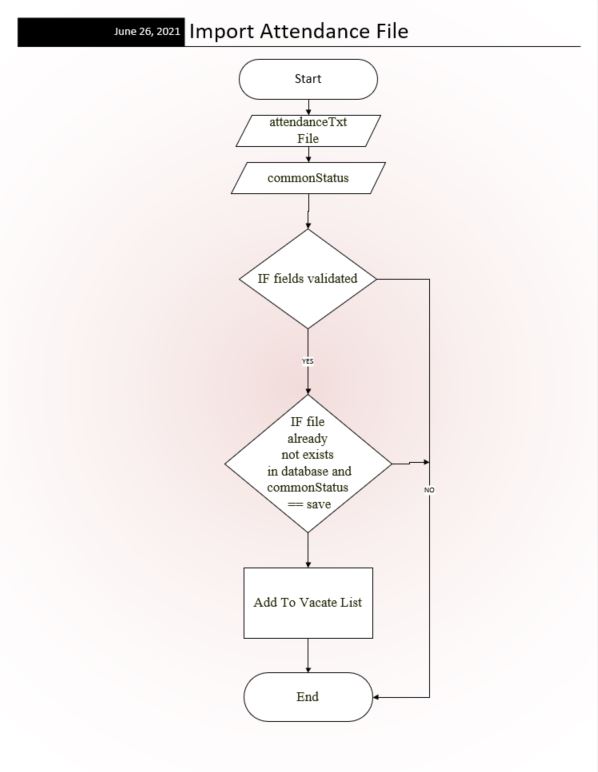 June 26, 2021 Import Attendance File
Start
attendanceTxt
File
commonStatus
IF fields validated
YES
IF file
already
not exists
in database and
commonStatus
== save
NO
Add To Vacate List
End